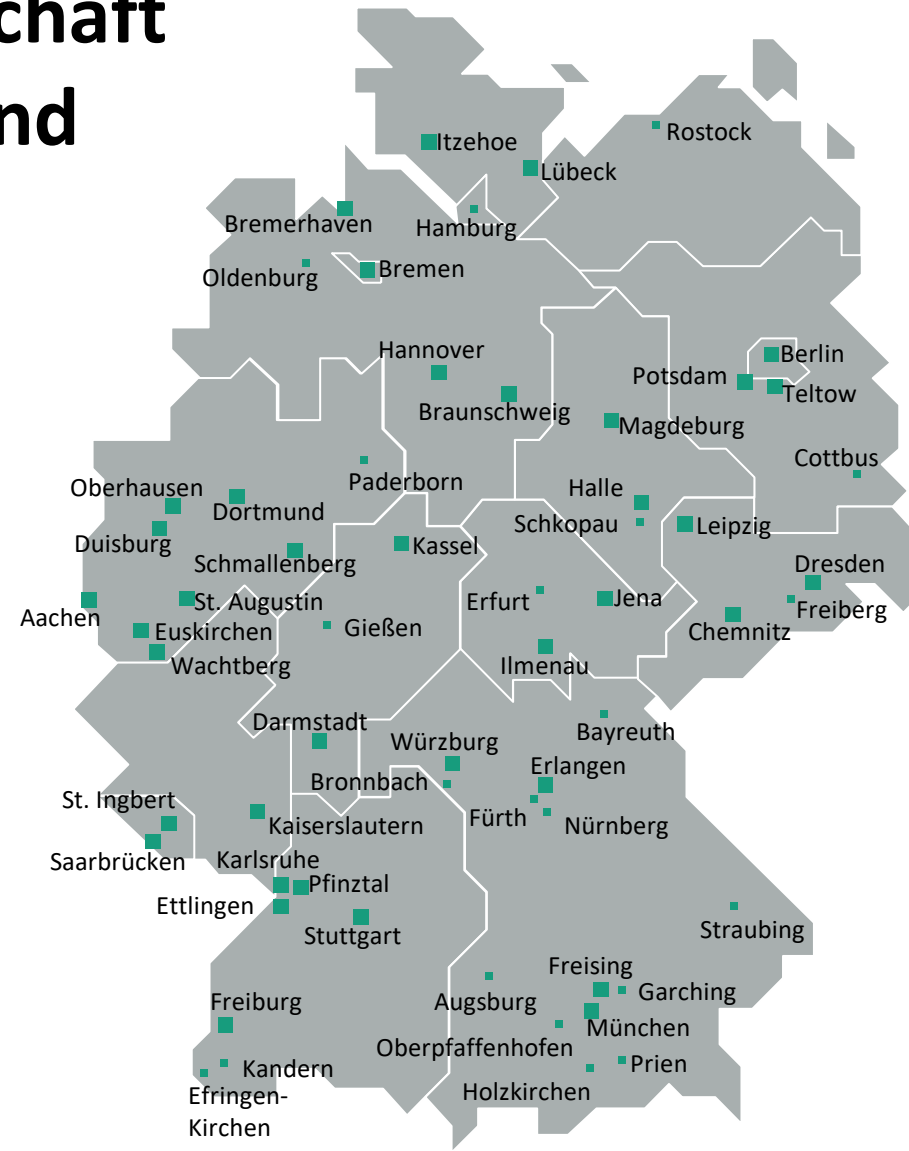 chaft
nd
Rostock
Itzehoe
Lübeck
Bremerhaven
Hamburg
Oldenburg
Bremen
Hannover
Berlin
Potsdam
Teltow
Braunschweig
Magdeburg
Cottbus
Paderborn
Oberhausen
Halle
Dortmund
Schkopau
Leipzig
Duisburg
Kassel
Schmallenberg
Dresden
St. Augustin
Erfurt
Jena
Freiberg
Aachen
Gießen
Euskirchen
Chemnitz
Wachtberg
Ilmenau
Darmstadt
Bayreuth
Würzburg
Erlangen
Bronnbach
St. Ingbert
Fürth
Nürnberg
Kaiserslautern
Saarbrücken
Karlsruhe
Pfinztal
Ettlingen
Straubing
Stuttgart
Freising
Garching
Freiburg
Augsburg
München
Oberpfaffenhofen
Prien
Kandern
Holzkirchen
Efringen-
Kirchen